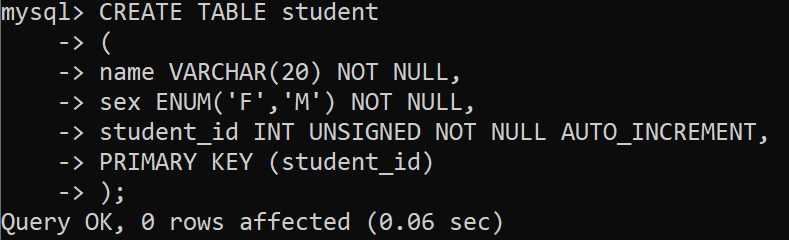 mysql> CREATE TABLE student
    -> (
    -> name VARCHAR(20) NOT NULL,
    -> sex ENUM('F','M') NOT NULL,
    -> student_id INT UNSIGNED NOT NULL AUTO_INCREMENT,
    -> PRIMARY KEY (student_id)
    -> );
Query OK, 0 rows affected (0.06 sec)